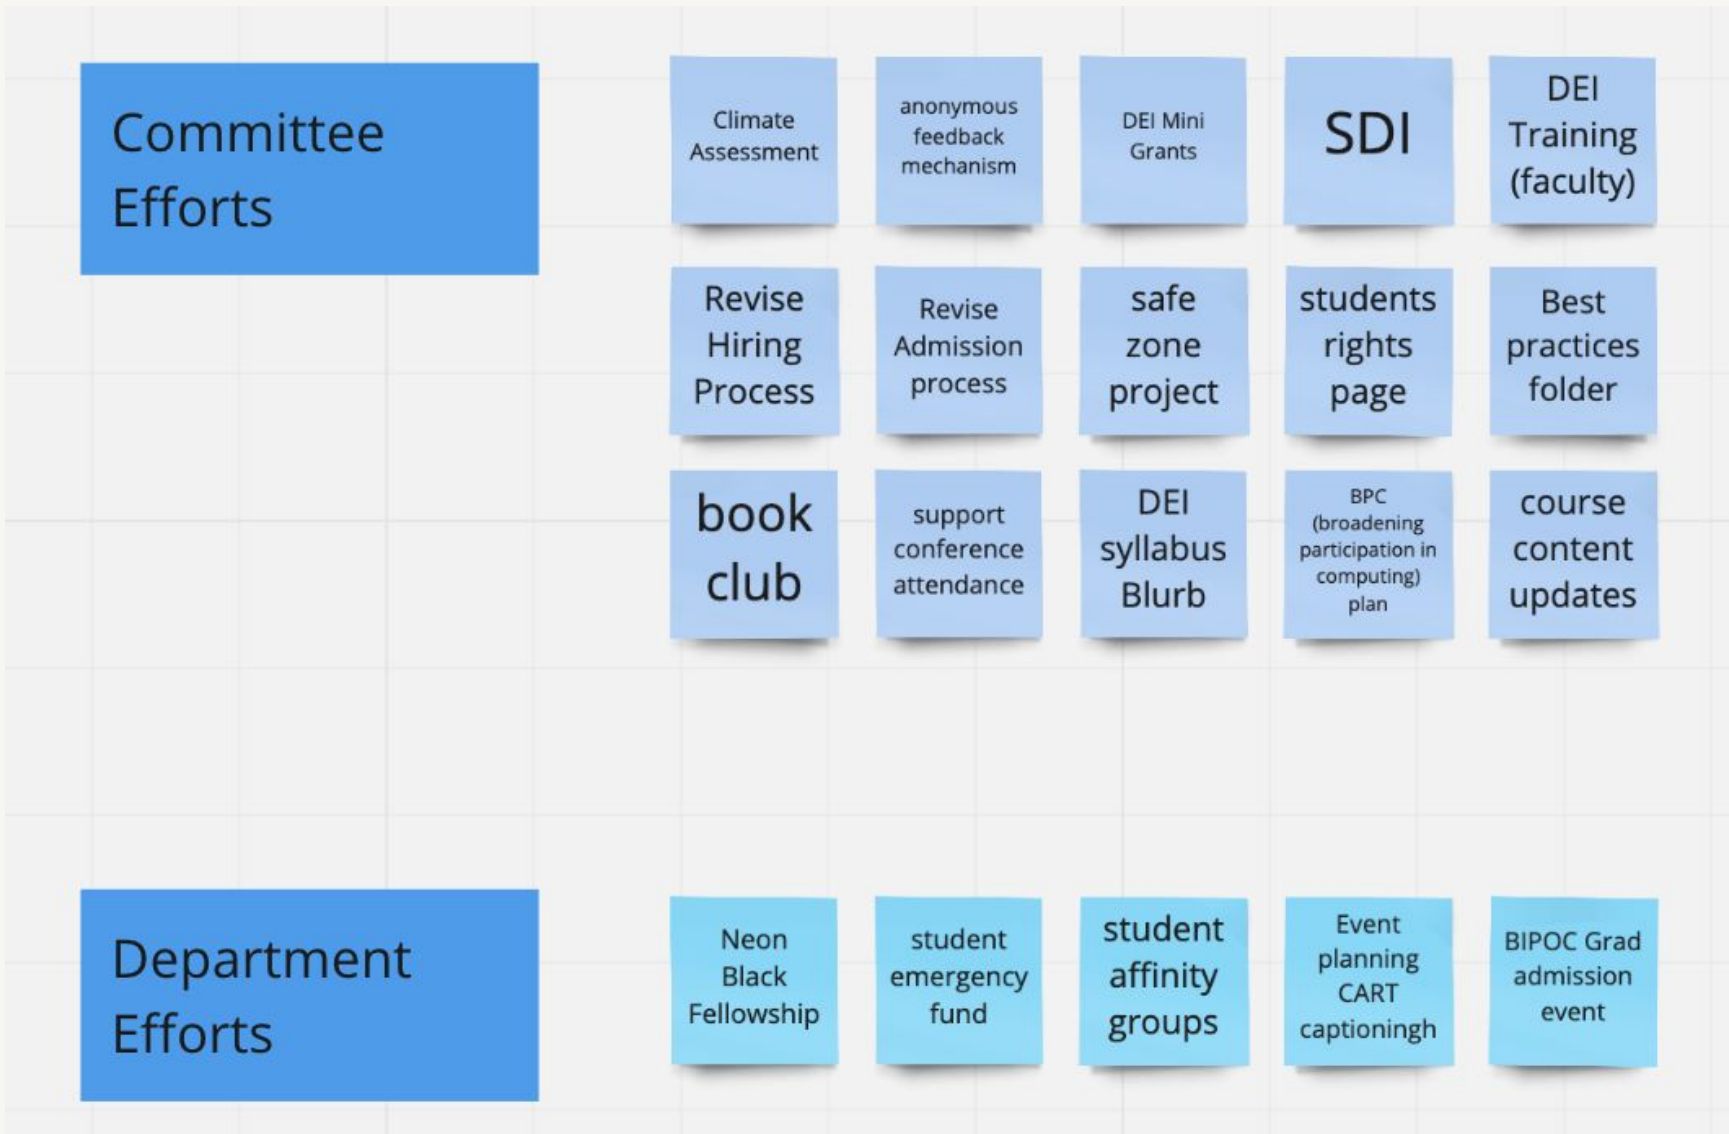 Committee
Efforts
Climate
Assessment
anonymous
feedback
mechanism
DEI Mini
Grants
SDI
DEI
Training
(faculty)
Revise
Hiring
Process
Revise
Admission
process
safe
zone
project
students
rights
page
Best
practices
folder
book
club
support
conference
attendance
DEI
syllabus
Blurb
BPC
(broadening
participation in
computing)
plan
course
content
updates
Department
Efforts
Neon
Black
Fellowship
student
emergency
fund
student
affinity
groups
Event
planning
CART
captioningh
BIPOC Grad
admission
event